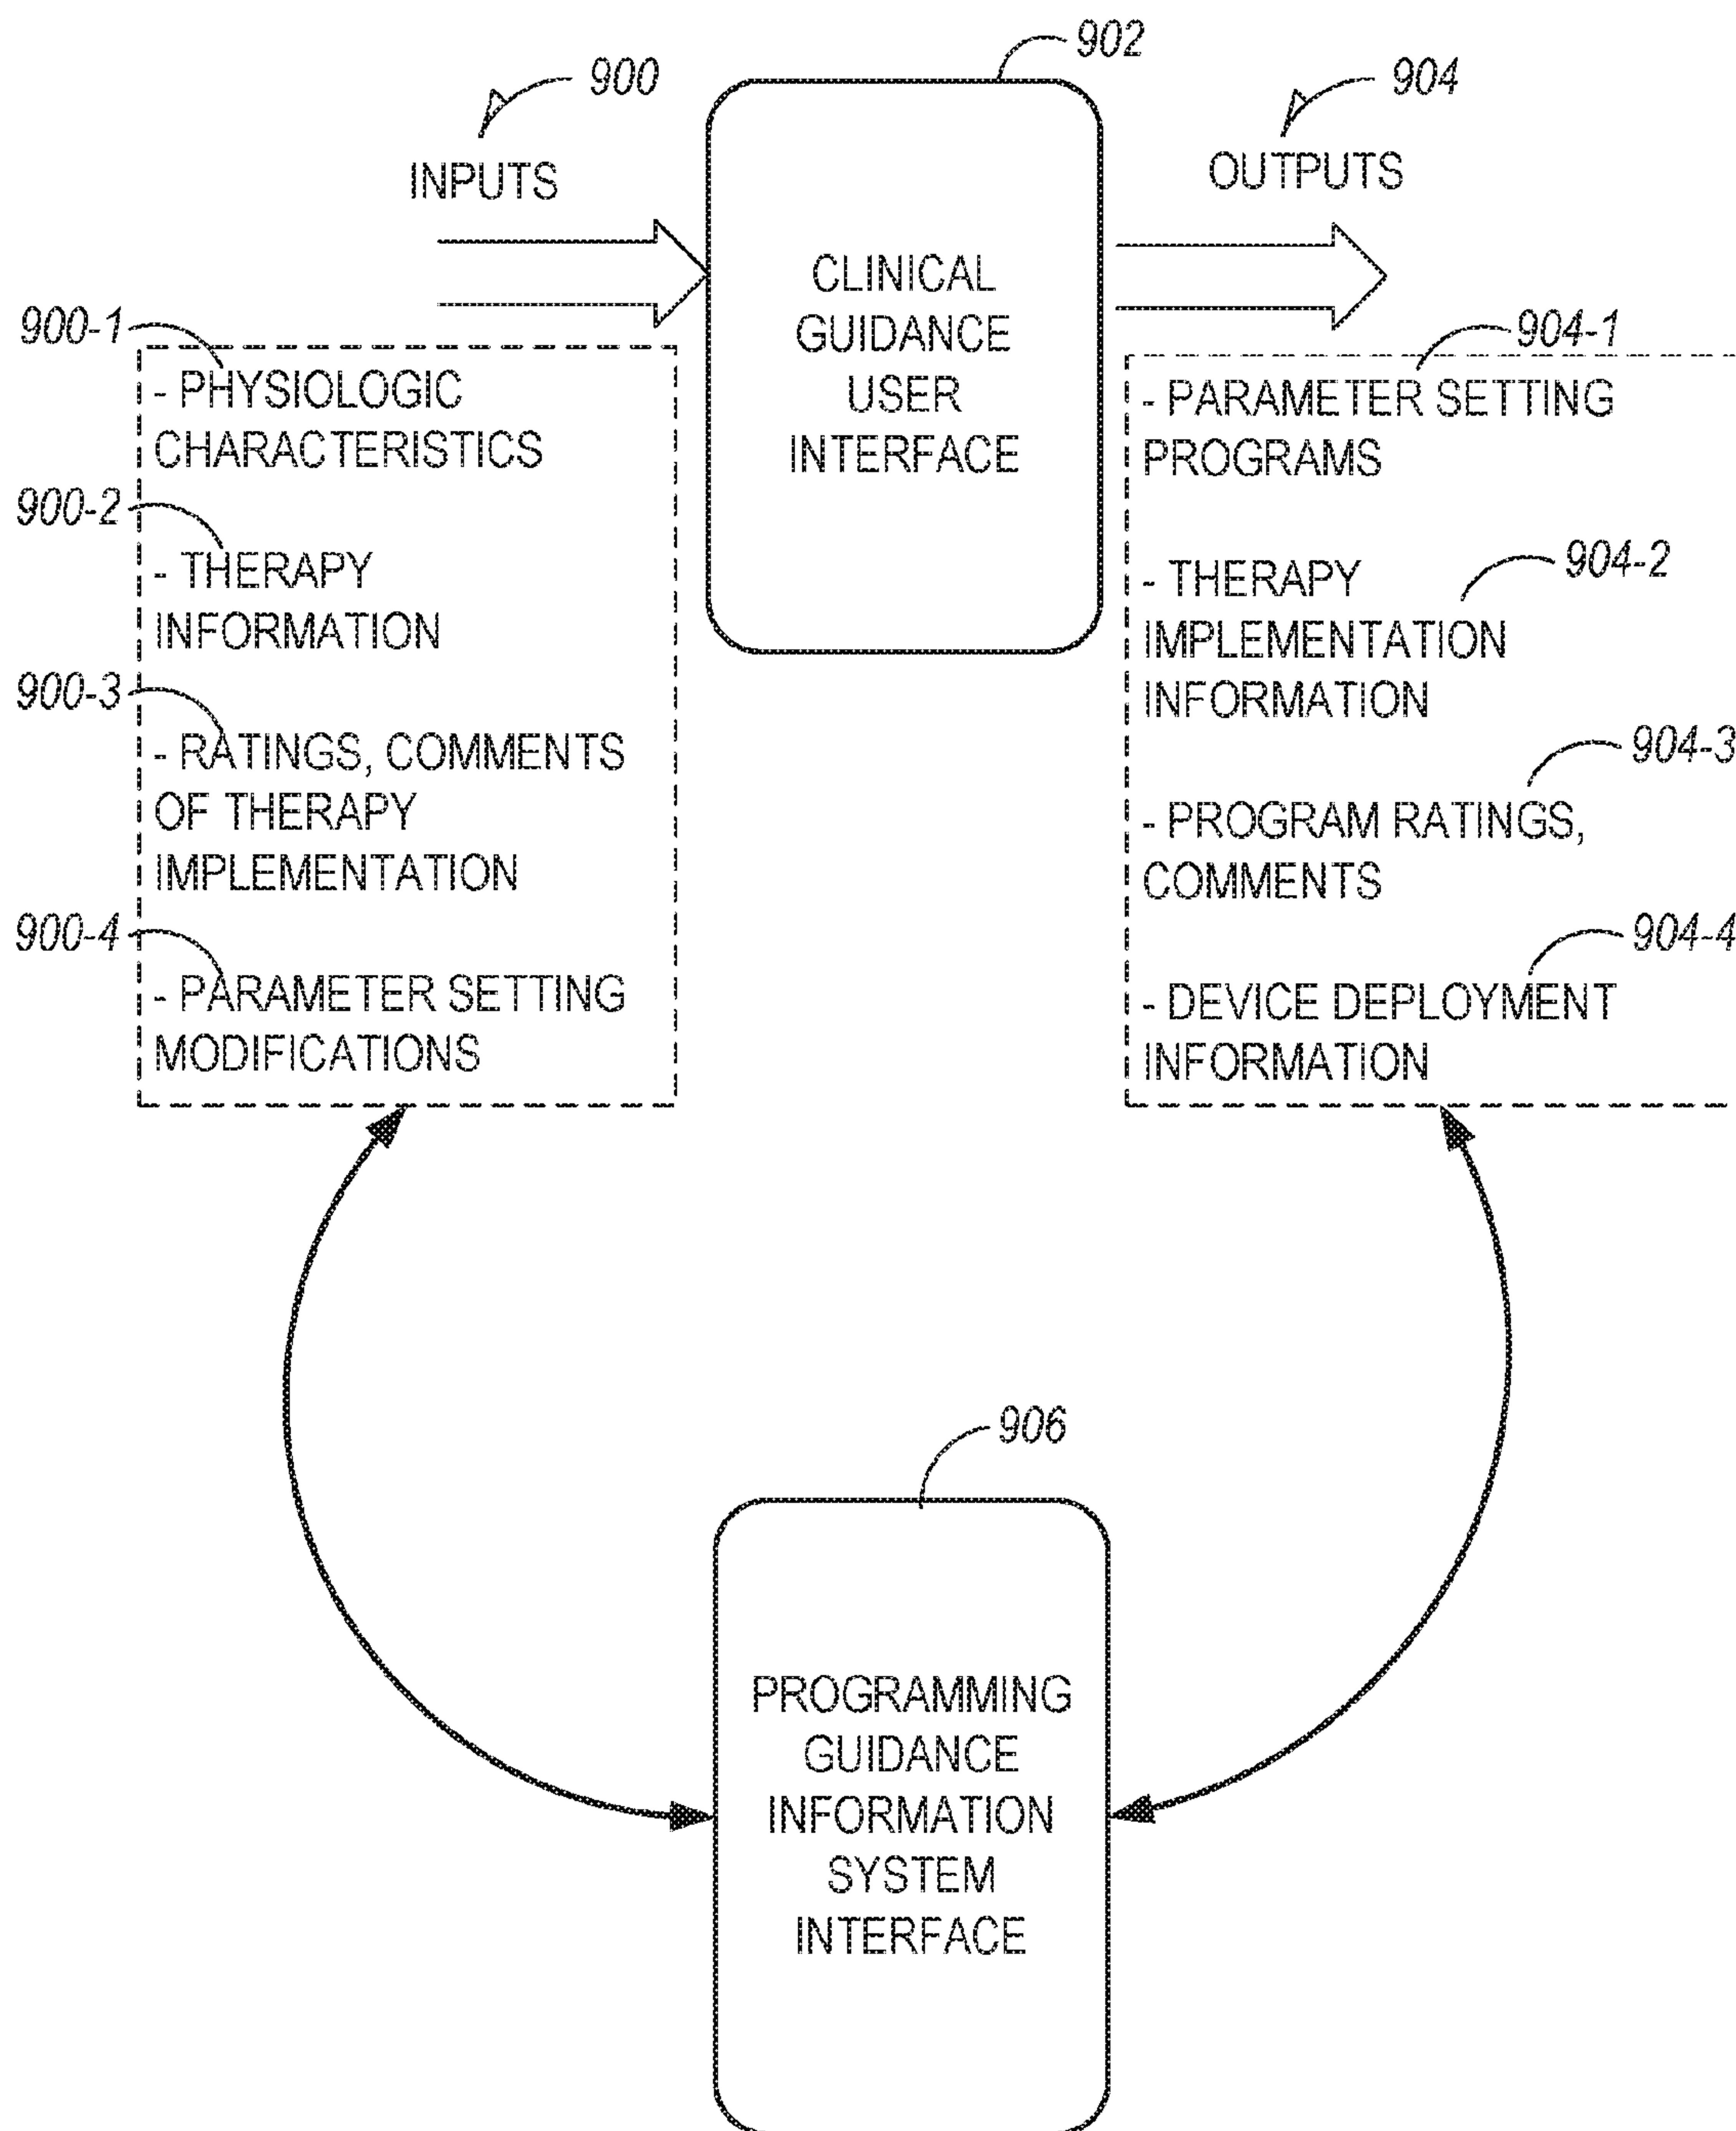 902
900
904
INPUTS
OUTPUTS
CLINICAL
GUIDANCE
USER
INTERFACE
900-1
- PHYSIOLOGIC
CHARACTERISTICS
900-2
- THERAPY
INFORMATION
900-3
- RATINGS, COMMENTS
OF THERAPY
IMPLEMENTATION
900-4
- PARAMETER SETTING
MODIFICATIONS
904-1
- PARAMETER SETTING
PROGRAMS
904-2
- THERAPY
IMPLEMENTATION
INFORMATION
904-3
- PROGRAM RATINGS,
COMMENTS
904-4
- DEVICE DEPLOYMENT
INFORMATION
906
PROGRAMMING
GUIDANCE
INFORMATION
SYSTEM
INTERFACE